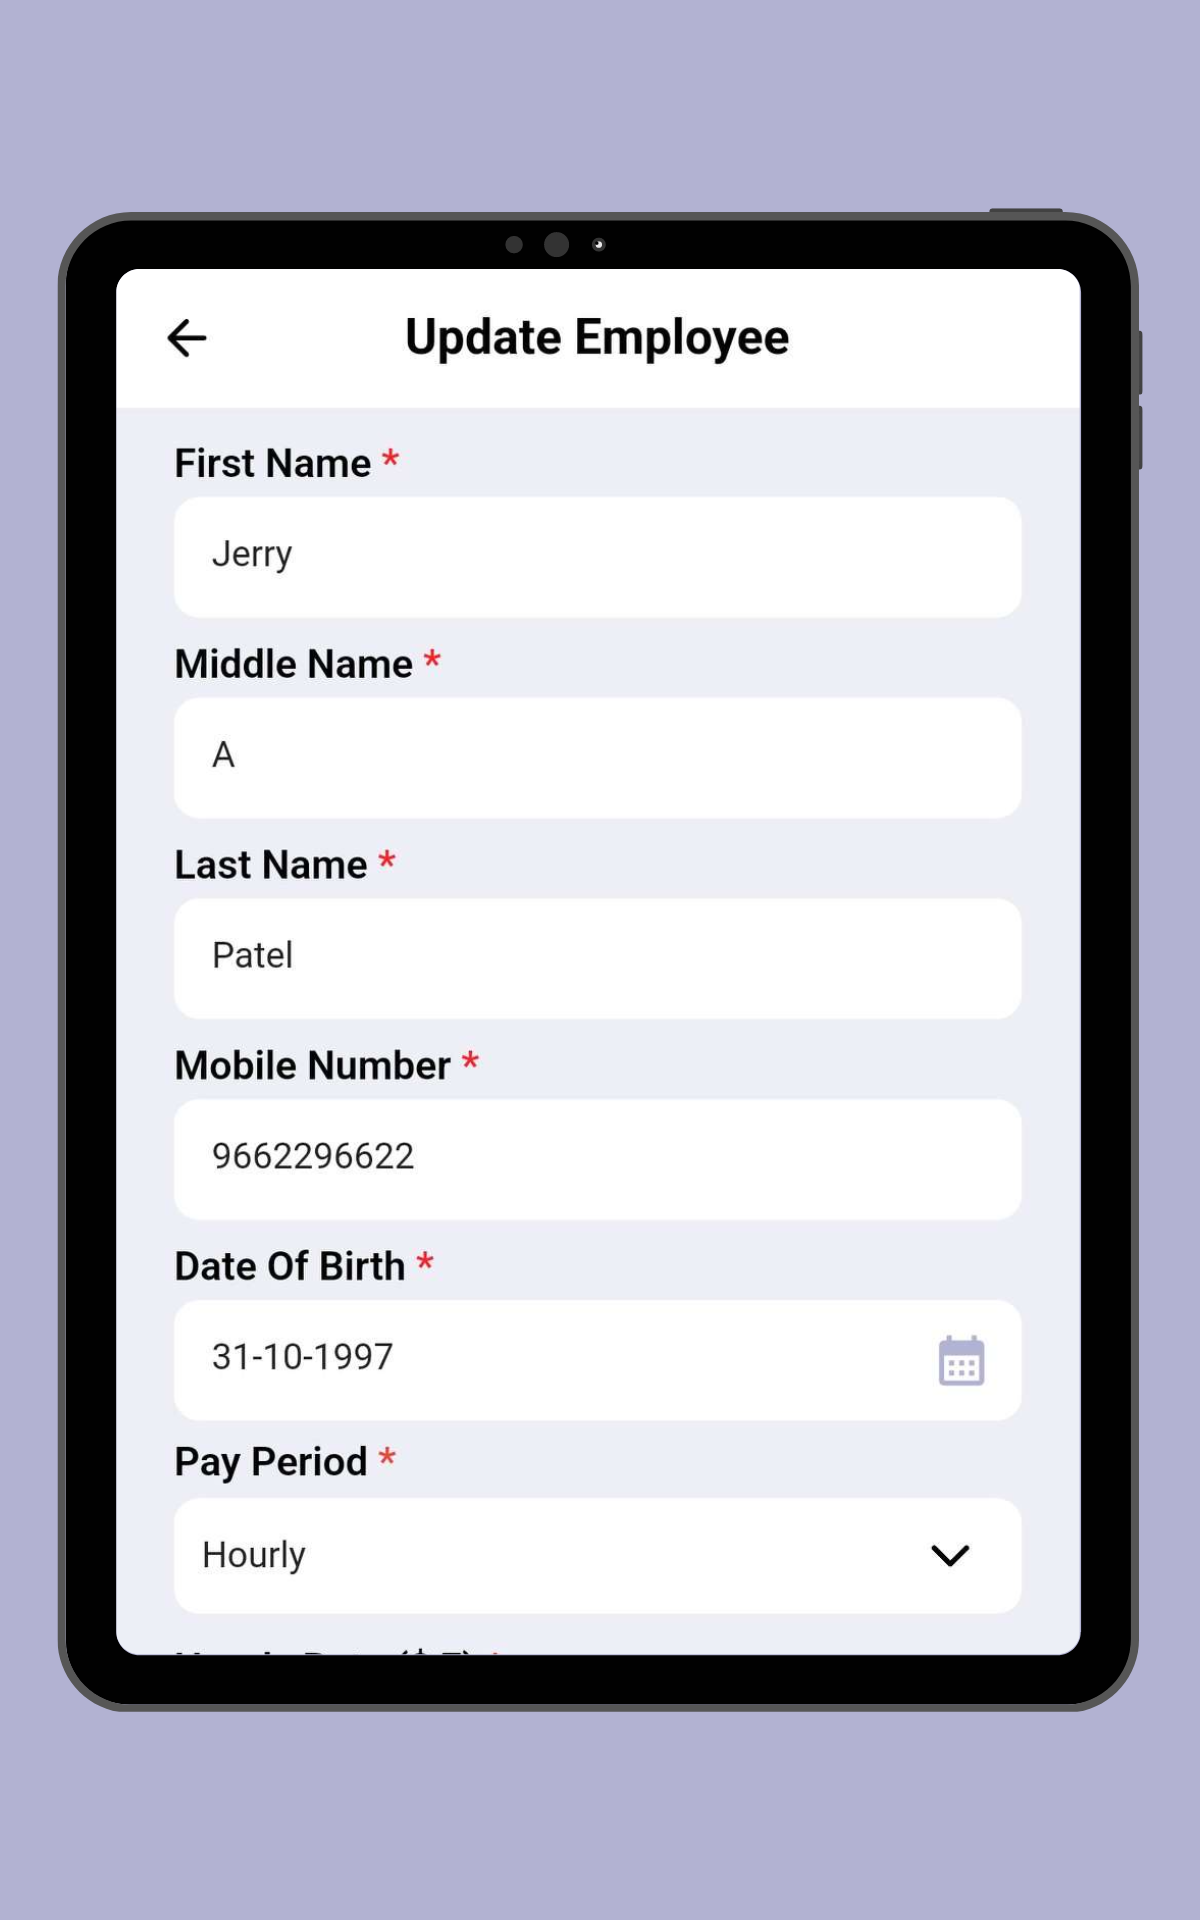 Update Employee
First Name *
Jerry
Middle Name *
A
Last Name *
Patel
Mobile Number *
9662296622
Date Of Birth *
31-10-1997
Pay Period *
Hourly